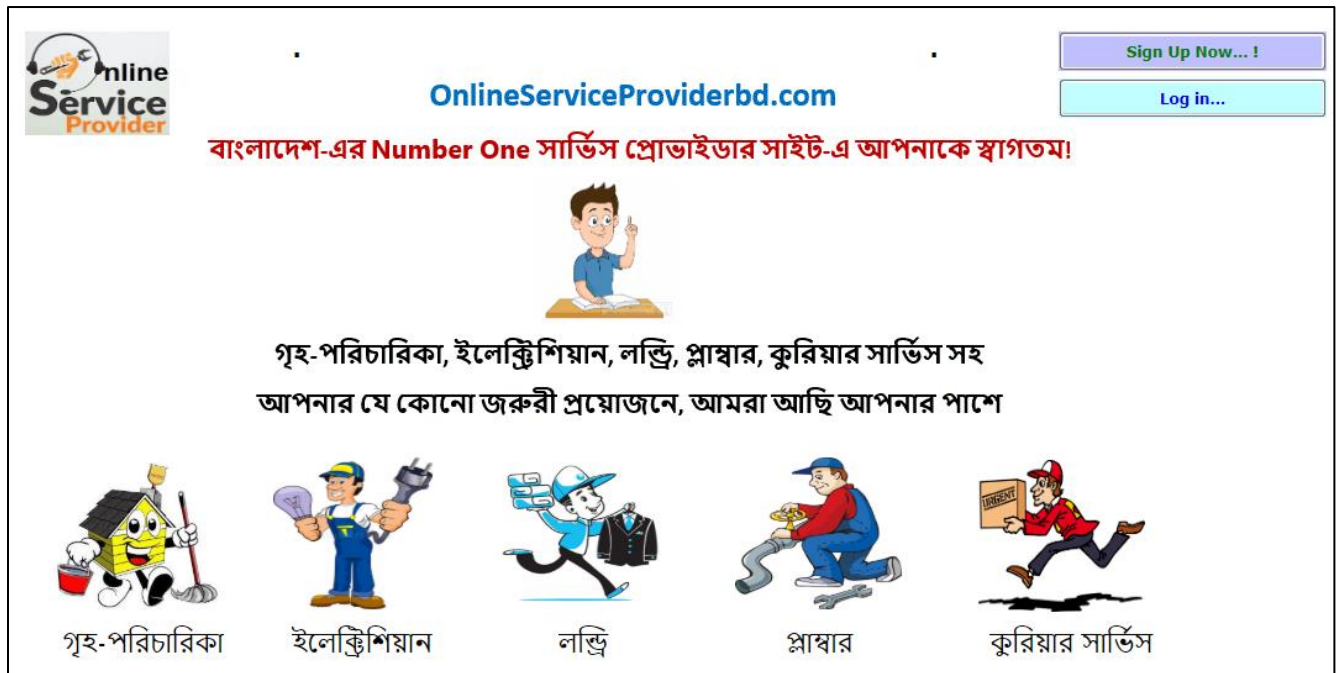 Online
Service
Provider
Sign Up Now... !
Log in...
OnlineServiceProviderbd.com
বাংলাদেশ-এর Number One সার্ভিস প্রোভাইডার সাইট-এ আপনাকে স্বাগতম!
গৃহ-পরিচারিকা, ইলেক্ট্রিশিয়ান, লন্ড্রি, প্লাম্বার, কুরিয়ার সার্ভিস সহ
আপনার যে কোনো জরুরী প্রয়োজনে, আমরা আছি আপনার পাশে
URGENT
গৃহ-পরিচারিকা ইলেক্ট্রিশিয়ান লন্ড্রি প্লাম্বার কুরিয়ার সার্ভিস